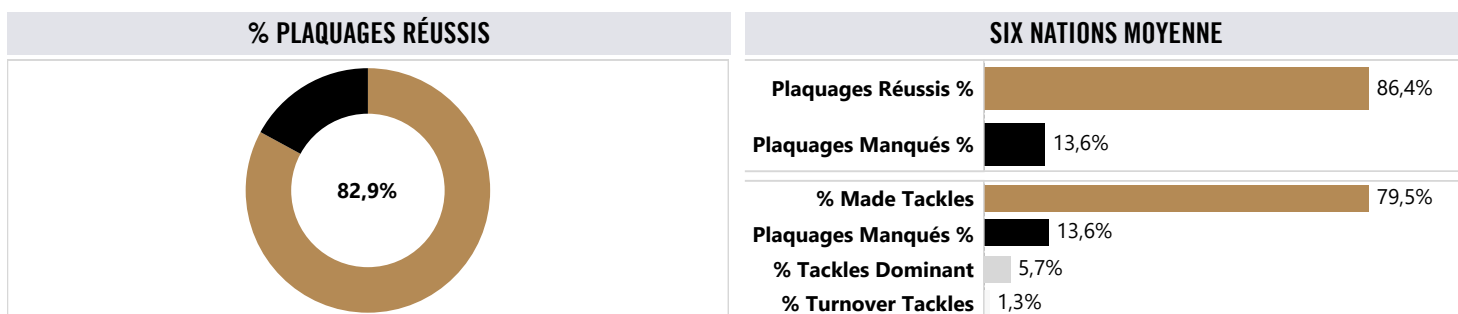 % PLAQUAGES RÉUSSIS
82,9%
SIX NATIONS MOYENNE
Plaquages Réussis % 86,4%
Plaquages Manqués % 13,6%
% Made Tackles 79,5%
Plaquages Manqués % 13,6%
% Tackles Dominant 5,7%
% Turnover Tackles 1,3%